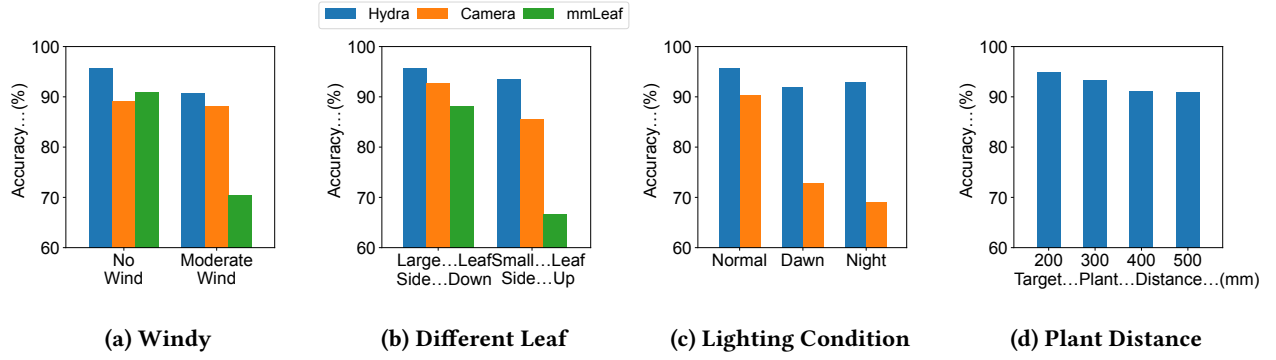 Hydra Camera mmLeaf
Accuracy…(%)
100
90
80
70
60
No
Wind
Moderate
Wind
(a) Windy
Accuracy…(%)
100
90
80
70
60
Large…Leaf
Side…Down
Small…Leaf
Side…Up
(b) Different Leaf
Accuracy…(%)
100
90
80
70
60
Normal Dawn Night
(c) Lighting Condition
Accuracy…(%)
100
90
80
70
60
200 300 400 500
Target…Plant…Distance…(mm)
(d) Plant Distance